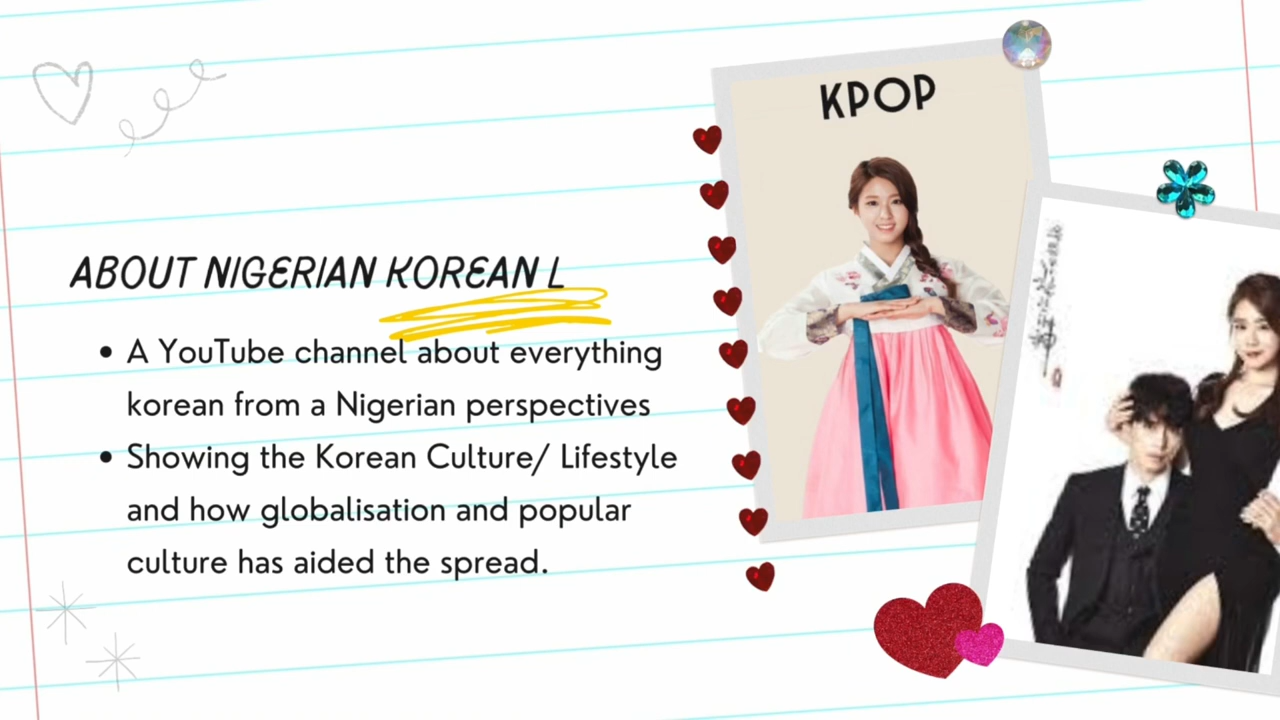 KPOP
ABOUT NIGERIAN KOREAN L
• A YouTube channel about everything
korean from a Nigerian perspectives
• Showing the Korean Culture/ Lifestyle
and how globalisation and popular
culture has aided the spread.